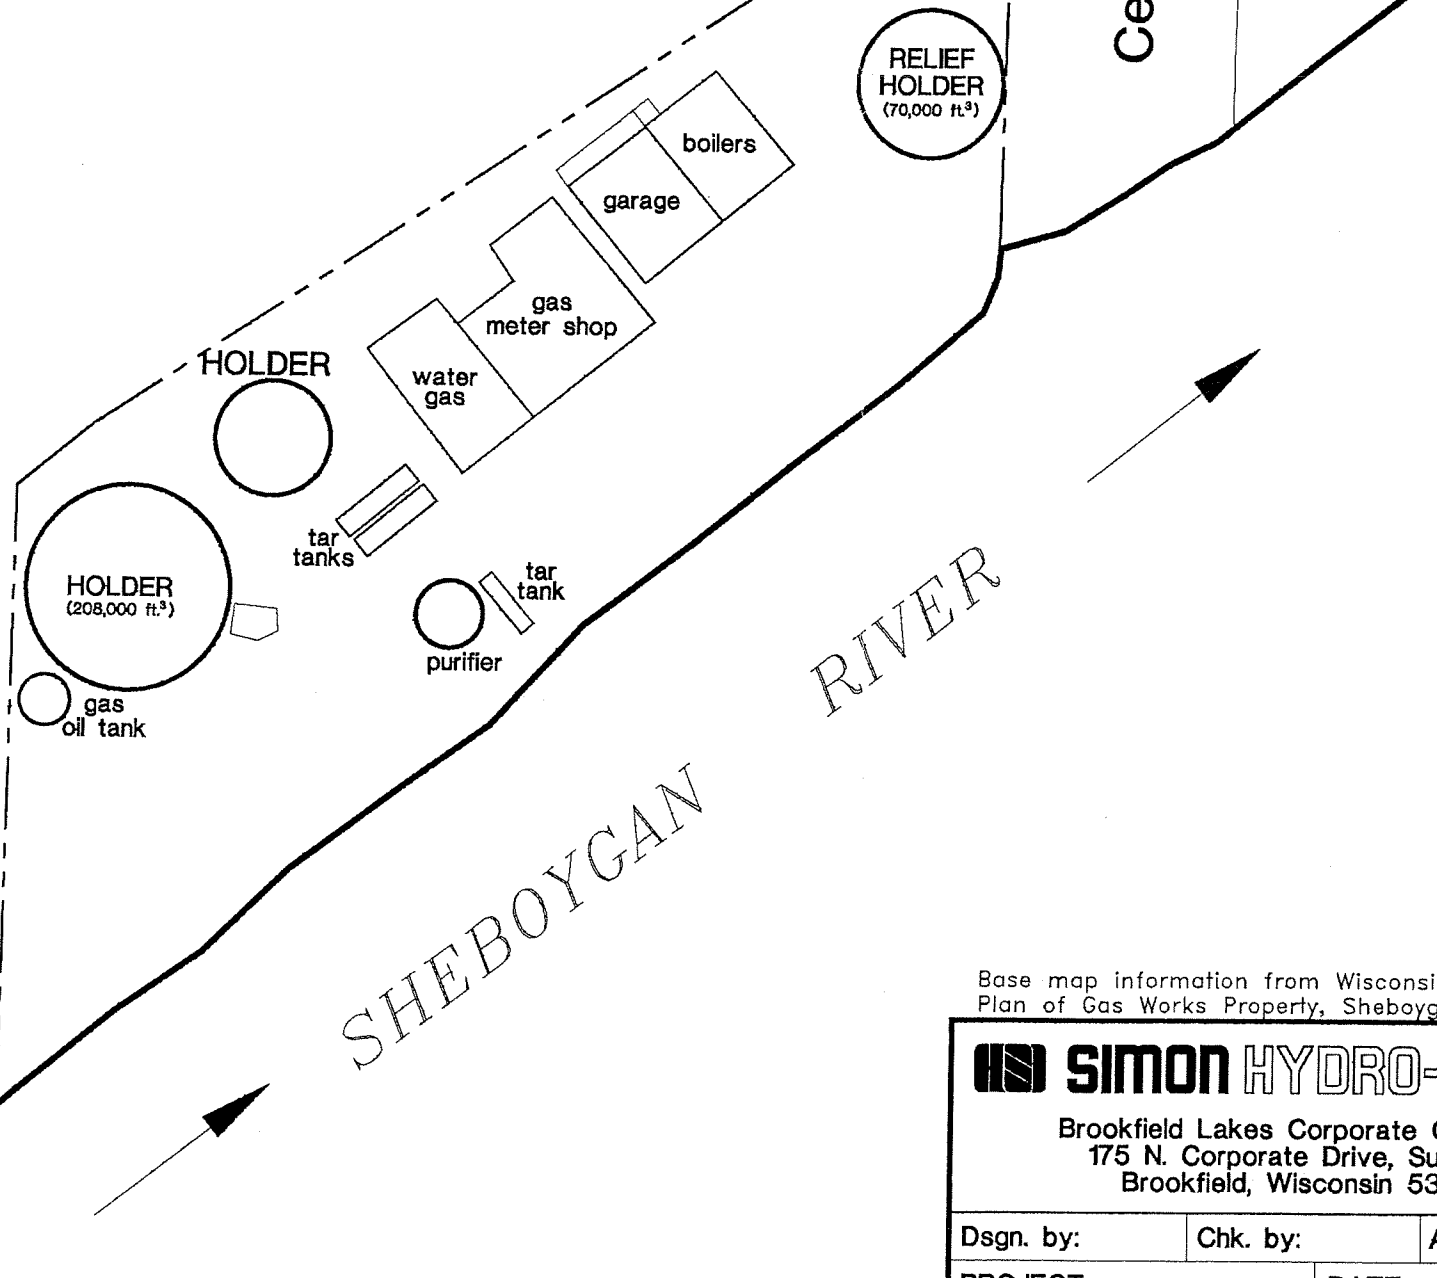 Ce
RELIEF
HOLDER
(70,000 ft.³)
boilers
garage
gas
meter shop
water
gas
HOLDER
tar
tanks
HOLDER
(208,000 ft.³)
tar
tank
purifier
gas
oil tank
SHEBOYGAN RIVER
Base map information from Wisconsi
Plan of Gas Works Property, Sheboyg
SIMON HYDRO-
Brookfield Lakes Corporate
175 N. Corporate Drive, Su
Brookfield, Wisconsin 53
Dsgn. by:
Chk. by: